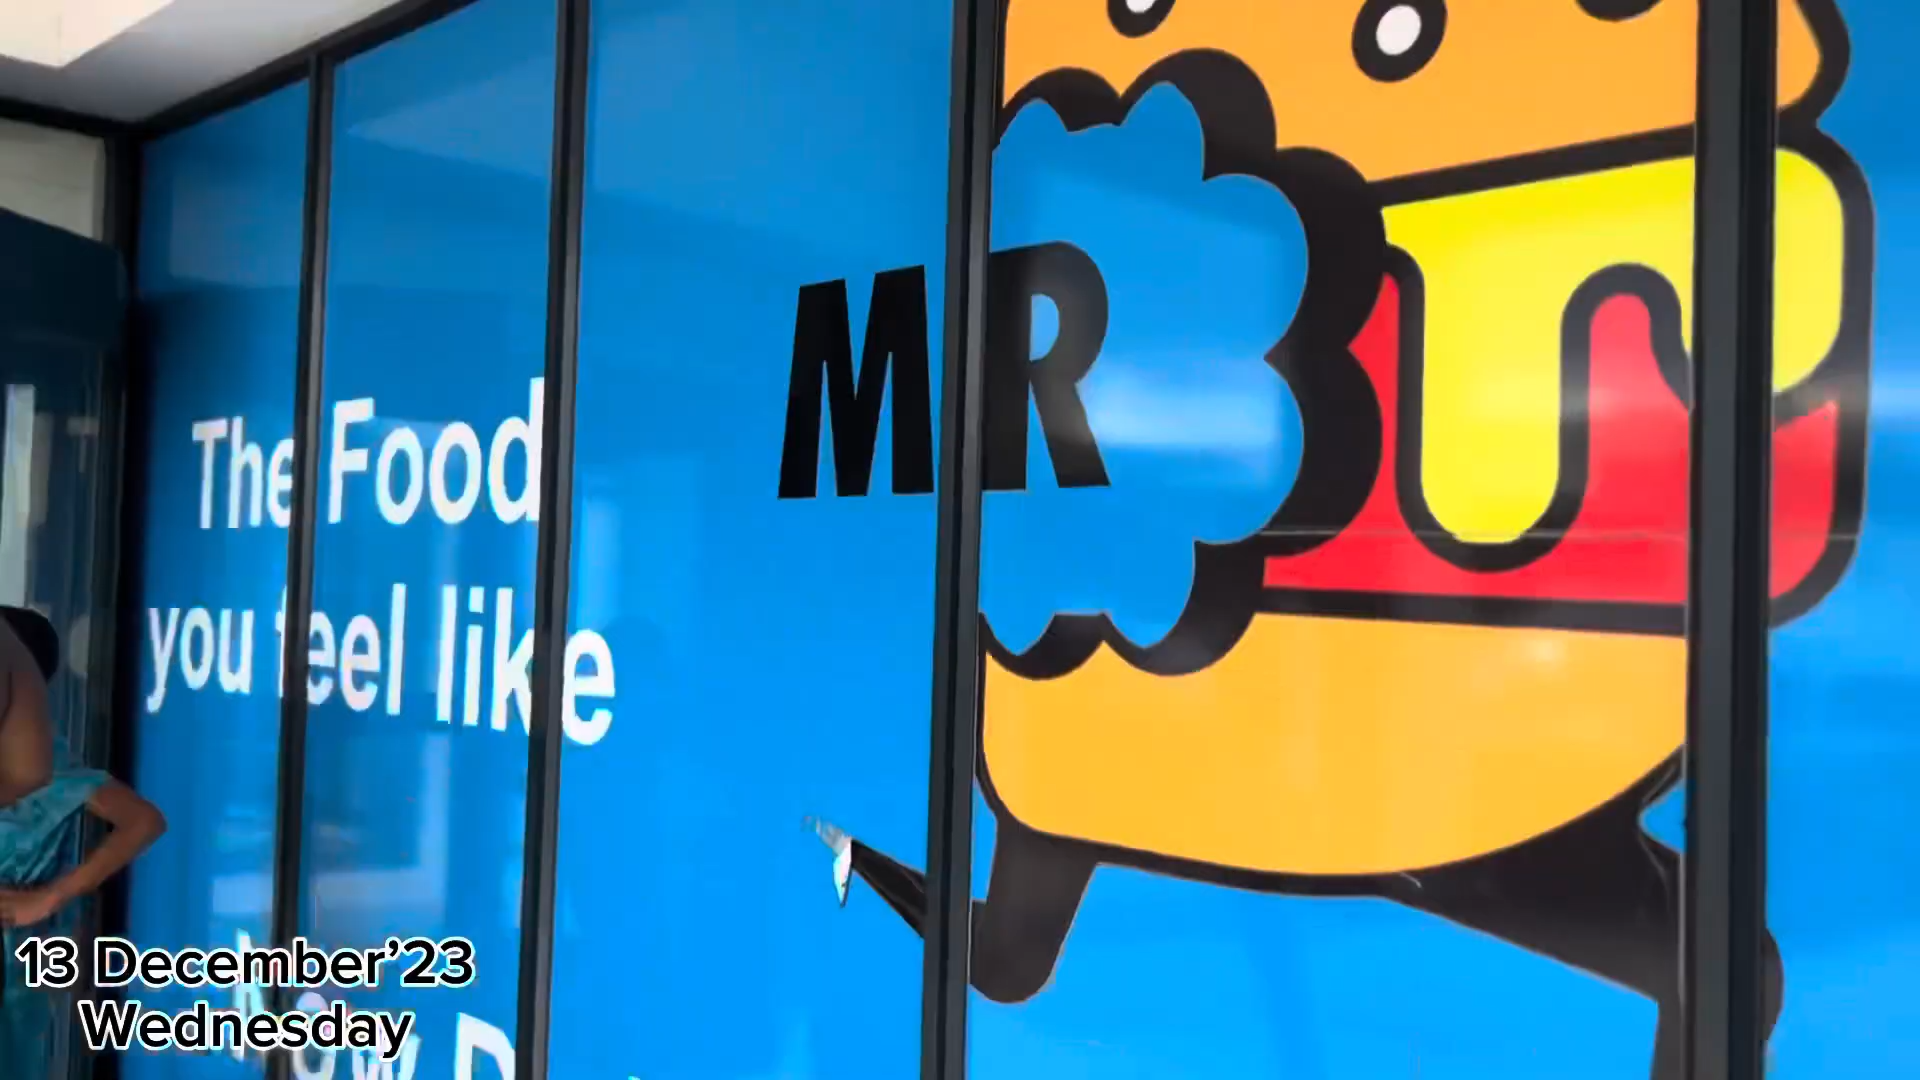 The Food
you feel like
MR
13 December’23
Wednesday